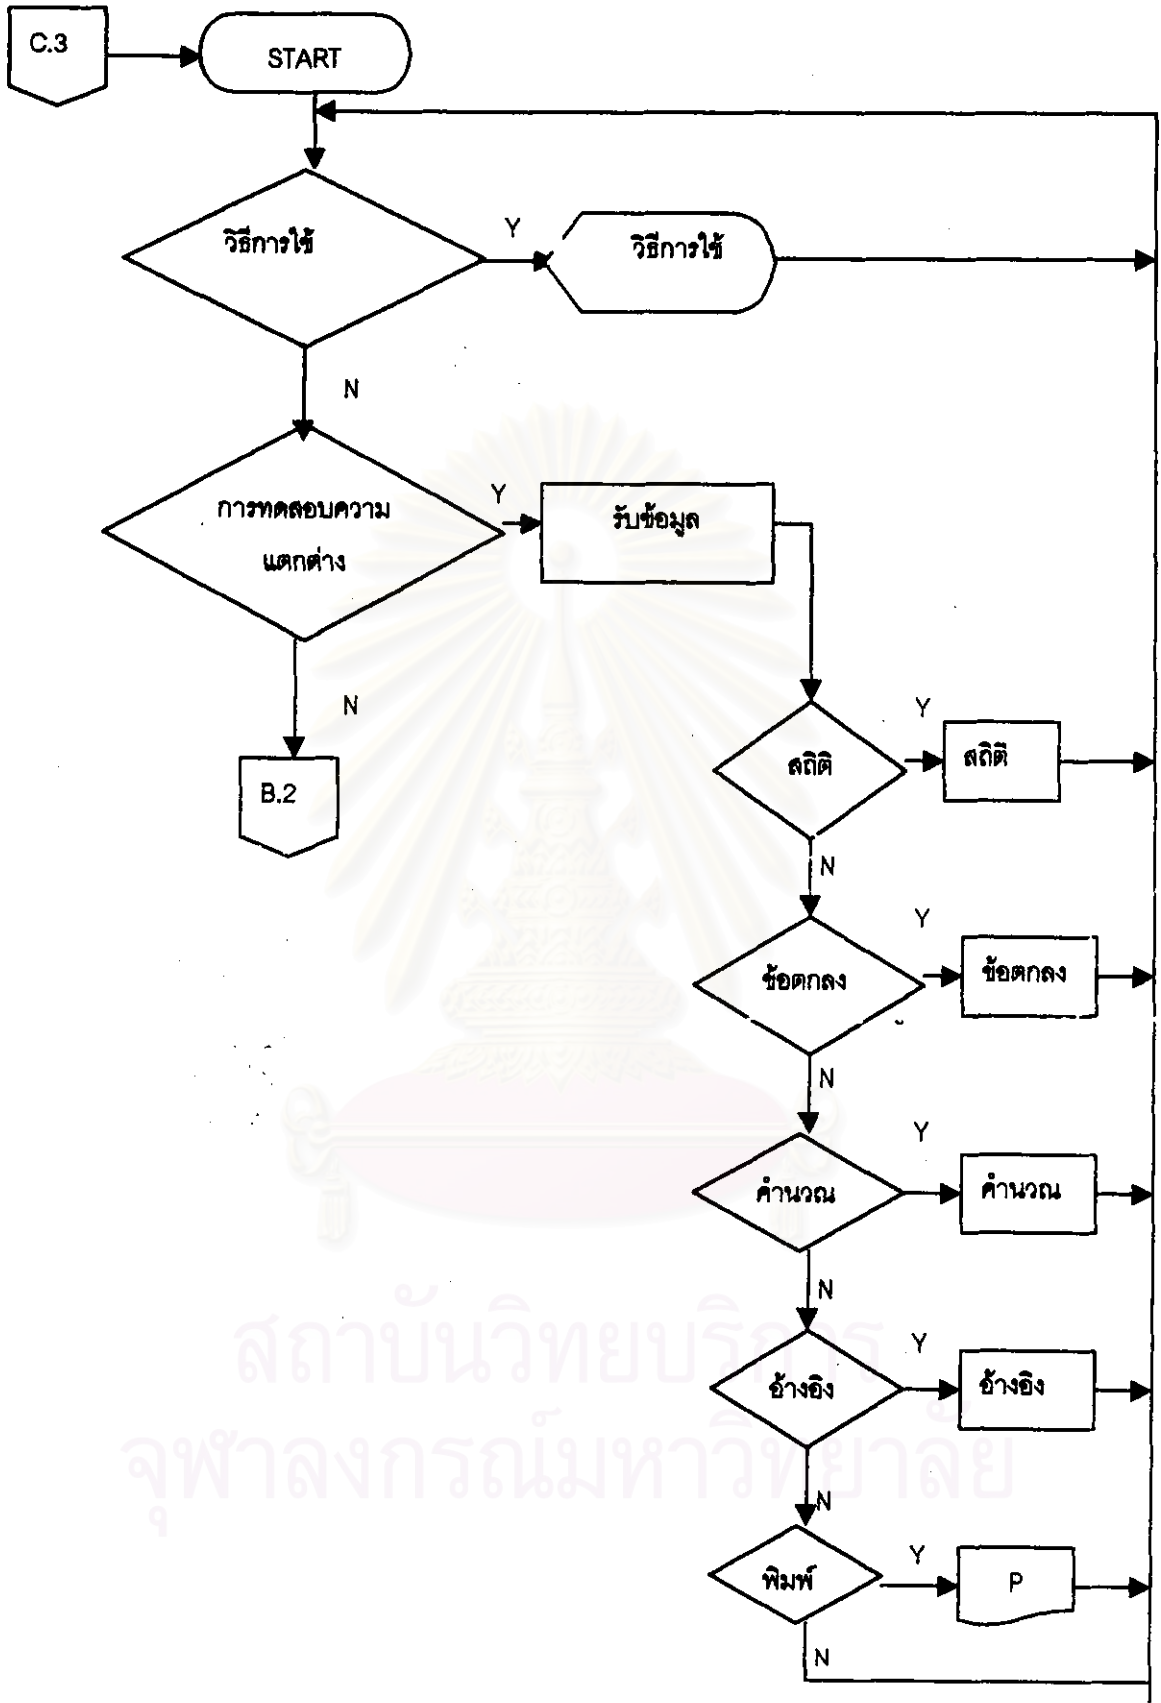 C.3
START
วิธีการใช้
Y
วิธีการใช้
N
การทดสอบความ
แตกต่าง
Y
รับข้อมูล
N
B.2
สถิติ
Y
สถิติ
N
ข้อตกลง
Y
ข้อตกลง
N
คำนวณ
Y
คำนวณ
N
อ้างอิง
Y
อ้างอิง
N
พิมพ์
Y
P
N
สถาบันวิทยบริการ
จุฬาลงกรณ์มหาวิทยาลัย